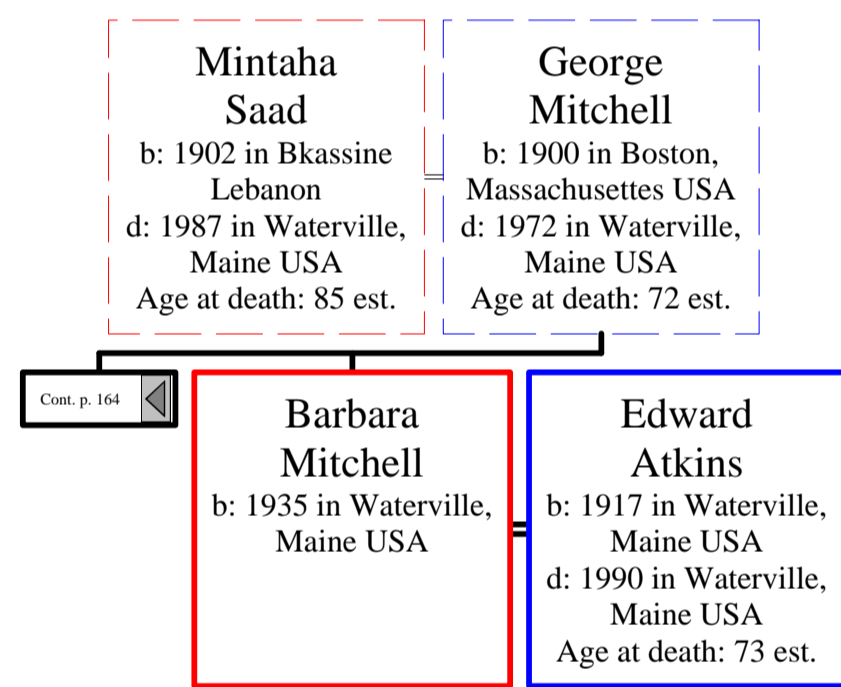 Mintaha
Saad
b: 1902 in Bkassine
Lebanon
d: 1987 in Waterville,
Maine USA
Age at death: 85 est.
George
Mitchell
b: 1900 in Boston,
Massachusettes USA
d: 1972 in Waterville,
Maine USA
Age at death: 72 est.
Cont. p. 164
Barbara
Mitchell
b: 1935 in Waterville,
Maine USA
Edward
Atkins
b: 1917 in Waterville,
Maine USA
d: 1990 in Waterville,
Maine USA
Age at death: 73 est.